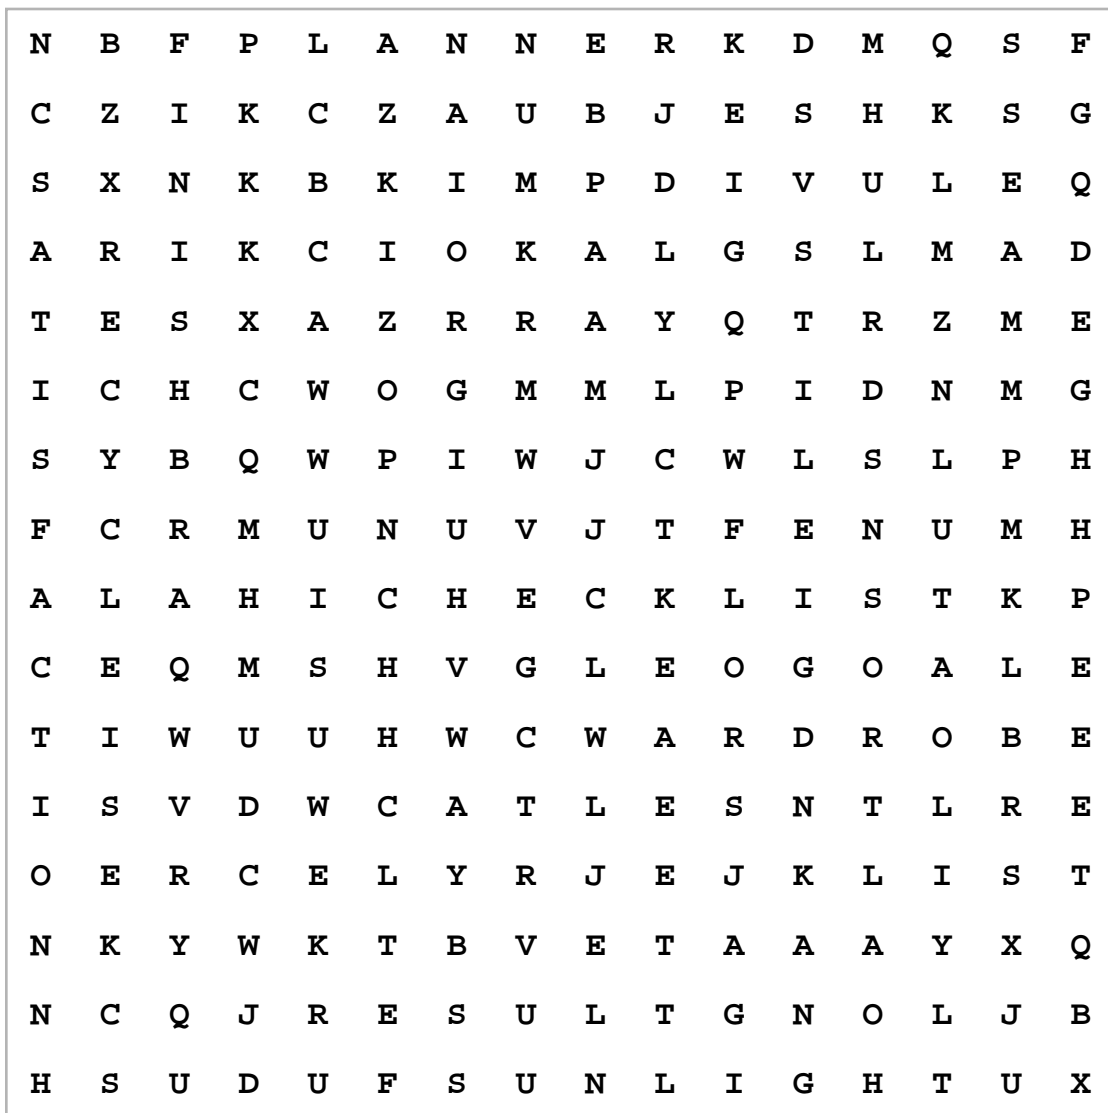 N B F P L A N N E R K D M Q S F
C Z I K C Z A U B J E S H K S G
S X N K B K I M P D I V U L E Q
A R I K C I O K A L G S L M A D
T E S X A Z R R A Y Q T R Z M E
I C H C W O G M M L P I D N M G
S Y B Q W P I W J C W L S L P H
F C R M U N U V J T F E N U M H
A L A H I C H E C K L I S T K P
C E Q M S H V G L E O G O A L E
T I W U U H W C W A R D R O B E
I S V D W C A T L E S N T L R E
O E R C E L Y R J E J K L I S T
N K Y W K T B V E T A A A Y X Q
N C Q J R E S U L T G N O L J B
H S U D U F S U N L I G H T U X